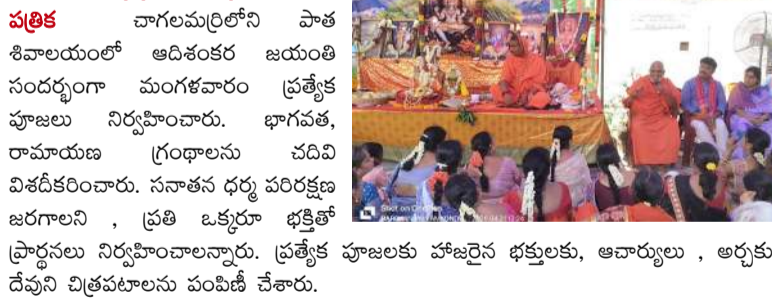 పత్రిక చాగలమర్రిలోని పాత
శివాలయంలో ఆదిశంకర జయంతి
సందర్భంగా మంగళవారం ప్రత్యేక
పూజలు నిర్వహించారు. భాగవత,
రామాయణ గ్రంథాలను చదివి
విశదీకరించారు. సనాతన ధర్మ పరిరక్షణ
జరగాలని , ప్రతి ఒక్కరూ భక్తితో
ప్రార్థనలు నిర్వహించాలన్నారు. ప్రత్యేక పూజలకు హాజరైన భక్తులకు, ఆచార్యులు , అర్చకు
దేవుని చిత్రపటాలను పంపిణీ చేశారు.
Shot on